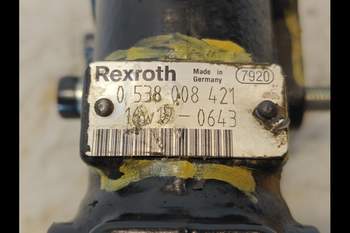 Rexroth Made in Germany 7920
0 538 008 421
0643